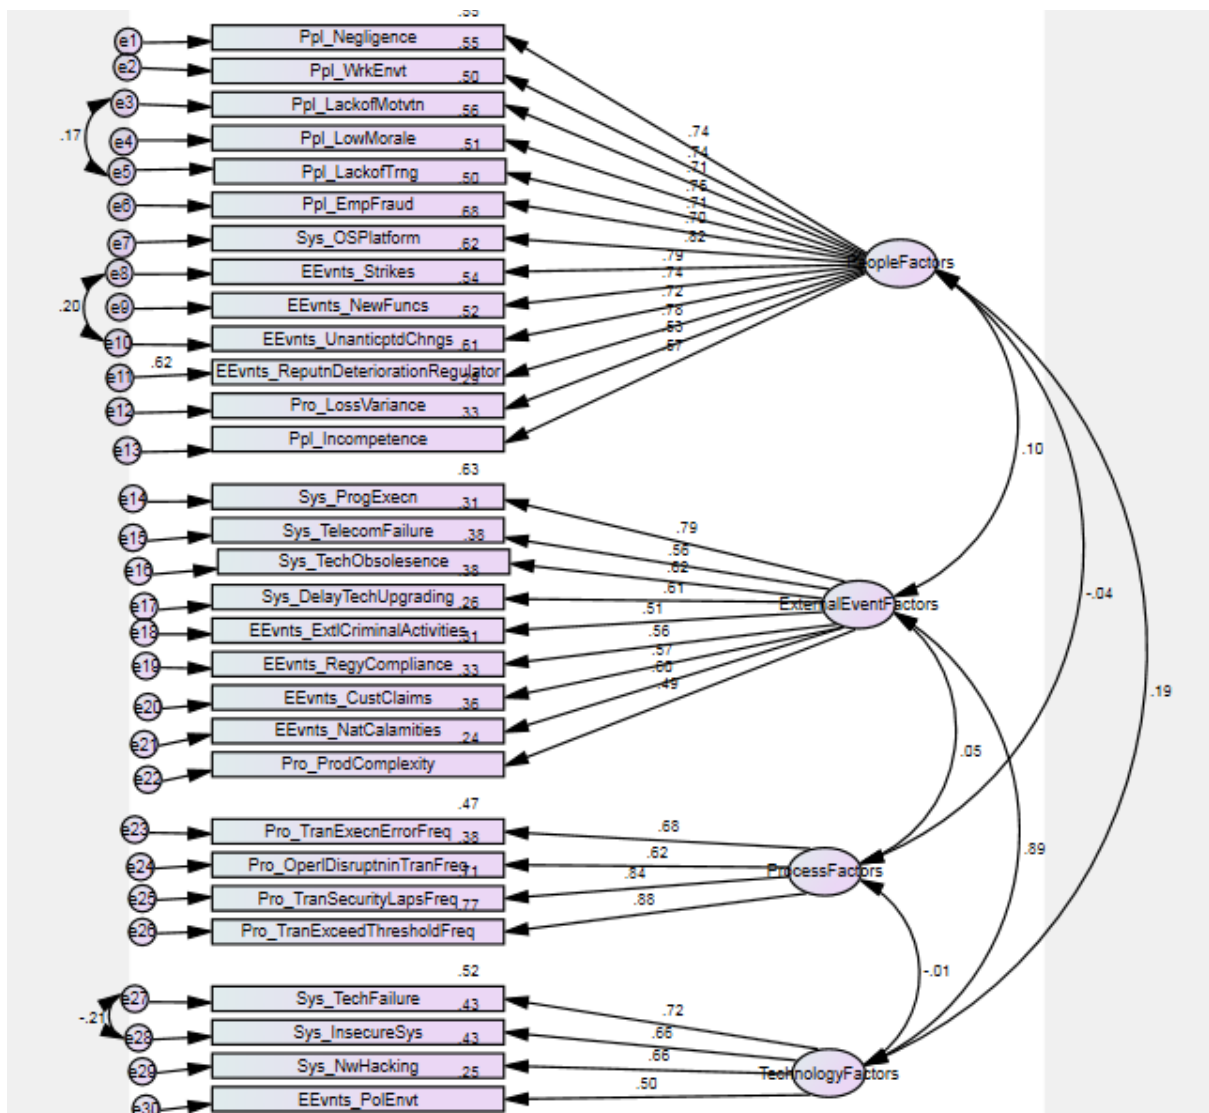 .55
e1 Ppl_Negligence .55
e2 Ppl_WrkEnvt .50
e3 Ppl_LackofMotvtn .56
e4 Ppl_LowMorale .51
e5 Ppl_LackofTrng .50
e6 Ppl_EmpFraud .68
e7 Sys_OSPlatform .62
e8 EEvnts_Strikes .54
e9 EEvnts_NewFuncs .52
e10 EEvnts_UnanticptdChngs .61
e11 .62 EEvnts_ReputnDeteriorationRegulator .29
e12 Pro_LossVariance .33
e13 Ppl_Incompetence
.17
.20
.74
.74
.71
.75
.71
.70
.82
.79
.74
.72
.78
.53
.57
PeopleFactors
.63
e14 Sys_ProgExecn .31
e15 Sys_TelecomFailure .38
e16 Sys_TechObsolesence .38
e17 Sys_DelayTechUpgrading .26
e18 EEvnts_ExtlCriminalActivities .31
e19 EEvnts_RegyCompliance .33
e20 EEvnts_CustClaims .36
e21 EEvnts_NatCalamities .24
e22 Pro_ProdComplexity
.79
.56
.62
.61
.51
.56
.57
.60
.49
ExternalEventFactors
.10
-.04
.19
.05
.89
.47
e23 Pro_TranExecnErrorFreq .38
e24 Pro_OperlDisruptninTranFreq .71
e25 Pro_TranSecurityLapsFreq .77
e26 Pro_TranExceedThresholdFreq
.68
.62
.84
.88
ProcessFactors
-.01
.52
e27 Sys_TechFailure .43
e28 Sys_InsecureSys .43
e29 Sys_NwHacking .25
e30 EEvnts_PolEnvt
-.21
.72
.66
.66
.50
TechnologyFactors